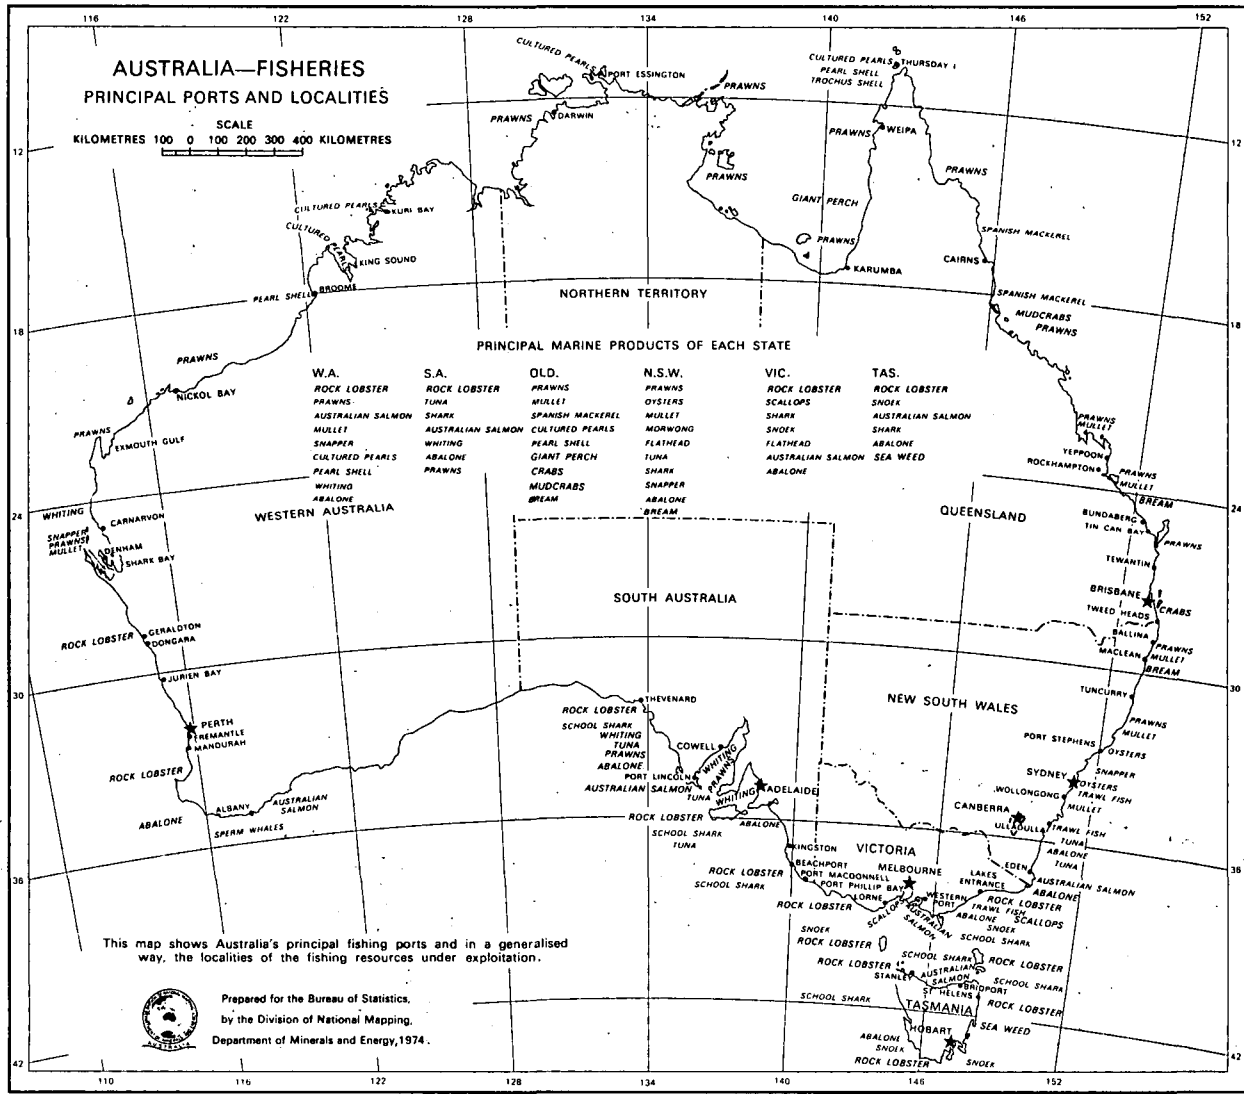 116
122
128
134
140
146
152
AUSTRALIA—FISHERIES
PRINCIPAL PORTS AND LOCALITIES
SCALE
KILOMETRES 100 0 100 200 300 400 KILOMETRES
CULTURED PEARLS
PORT ESSINGTON
PRAWNS
DARWIN
PRAWNS
CULTURED PEARLS THURSDAY I
PEARL SHELL
TROCHUS SHELL
PRAWNS
WEIPA
12
12
PRAWNS
PRAWNS
CULTURED PEARLS
KURI BAY
GIANT PERCH
CULTURED PEARLS
KING SOUND
PRAWNS
SPANISH MACKEREL
CAIRNS
KARUMBA
PEARL SHELL
BROOME
NORTHERN TERRITORY
SPANISH MACKEREL
MUDCRABS
PRAWNS
18
18
PRAWNS
NICKOL BAY
PRINCIPAL MARINE PRODUCTS OF EACH STATE
W.A.
ROCK LOBSTER
PRAWNS
AUSTRALIAN SALMON
MULLET
SNAPPER
CULTURED PEARLS
PEARL SHELL
WHITING
ABALONE
S.A.
ROCK LOBSTER
TUNA
SHARK
AUSTRALIAN SALMON
WHITING
ABALONE
PRAWNS
QLD.
PRAWNS
MULLET
SPANISH MACKEREL
CULTURED PEARLS
PEARL SHELL
GIANT PERCH
CRABS
MUDCRABS
BREAM
N.S.W.
PRAWNS
OYSTERS
MULLET
MORWONG
FLATHEAD
TUNA
SHARK
SNAPPER
ABALONE
BREAM
VIC.
ROCK LOBSTER
SCALLOPS
SHARK
SNOEK
FLATHEAD
AUSTRALIAN SALMON
ABALONE
TAS.
ROCK LOBSTER
SNOEK
AUSTRALIAN SALMON
SHARK
ABALONE
SEA WEED
PRAWNS
EXMOUTH GULF
PRAWNS
MULLET
YEPPOON
ROCKHAMPTON
PRAWNS
MULLET
BREAM
24
24
WHITING
CARNARVON
SNAPPER
PRAWNS
MULLET
DENHAM
SHARK BAY
WESTERN AUSTRALIA
QUEENSLAND
BUNDABERG
TIN CAN BAY
PRAWNS
TEWANTIN
BRISBANE
CRABS
TWEED HEADS
SOUTH AUSTRALIA
ROCK LOBSTER
GERALDTON
DONGARA
BALLINA
MACLEAN
PRAWNS
MULLET
BREAM
JURIEN BAY
30
30
THEVENARD
NEW SOUTH WALES
TUNCURRY
PRAWNS
MULLET
PERTH
FREMANTLE
MANDURAH
ROCK LOBSTER
SCHOOL SHARK
WHITING
TUNA
PRAWNS
ABALONE
COWELL
WHITING
PRAWNS
PORT STEPHENS
OYSTERS
ROCK LOBSTER
PORT LINCOLN
AUSTRALIAN SALMON
TUNA
WHITING
ADELAIDE
SNAPPER
SYDNEY
OYSTERS
WOLLONGONG
TRAWL FISH
MULLET
ALBANY
AUSTRALIAN SALMON
ABALONE
SPERM WHALES
ROCK LOBSTER
ABALONE
SCHOOL SHARK
TUNA
CANBERRA
ULLADULLA
TRAWL FISH
TUNA
ABALONE
TUNA
KINGSTON
BEACHPORT
PORT MACDONNELL
PORT PHILLIP BAY
LORNE
VICTORIA
MELBOURNE
EDEN
AUSTRALIAN SALMON
ABALONE
36
36
ROCK LOBSTER
SCHOOL SHARK
LAKES ENTRANCE
WESTERN PORT
ROCK LOBSTER
ROCK LOBSTER
SCALLOPS
AUSTRALIAN SALMON
TRAWL FISH
ABALONE
SCALLOPS
SNOEK
SCHOOL SHARK
This map shows Australia's principal fishing ports and in a generalised
way, the localities of the fishing resources under exploitation.
SNOEK
ROCK LOBSTER
SCHOOL SHARK
ROCK LOBSTER
ROCK LOBSTER
STANLEY
AUSTRALIAN SALMON
SCHOOL SHARK
BRIDPORT
ST HELENS
SCHOOL SHARK
TASMANIA
ROCK LOBSTER
SEA WEED
HOBART
ABALONE
SNOEK
ROCK LOBSTER
SNOEK
Prepared for the Bureau of Statistics,
by the Division of National Mapping,
Department of Minerals and Energy, 1974.
AUSTRALIA
42
42
110
116
122
128
134
140
146
152